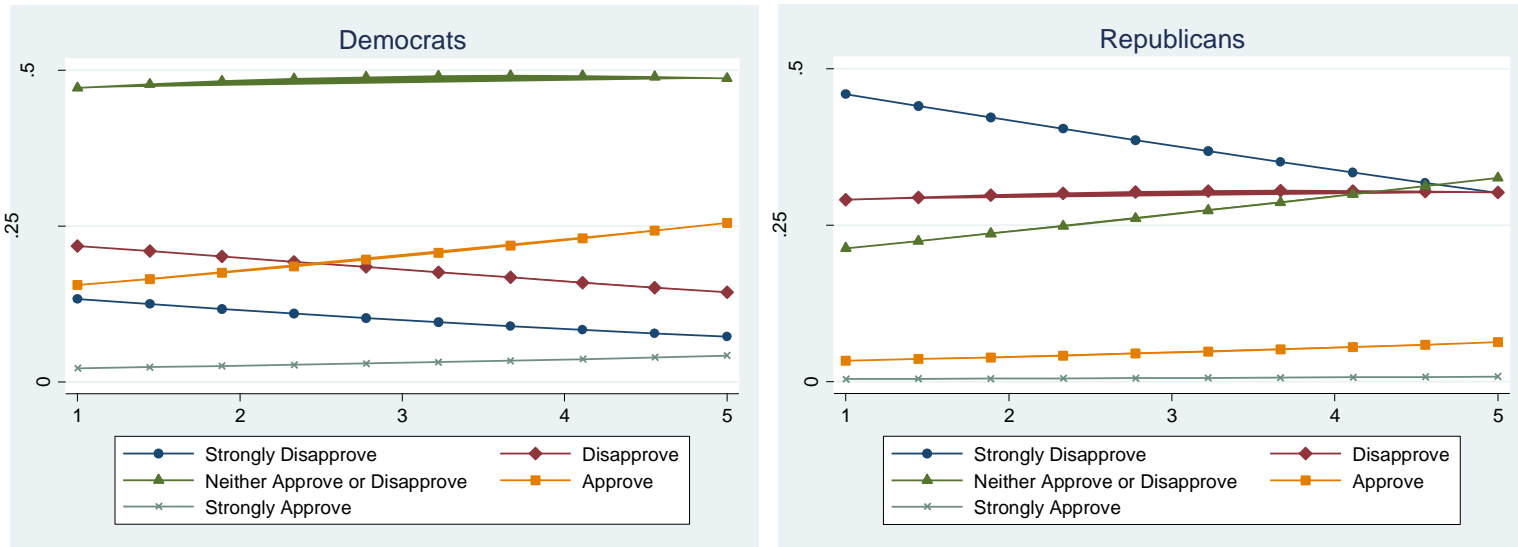 Democrats
.5
.25
0
1 2 3 4 5
Strongly Disapprove Disapprove
Neither Approve or Disapprove Approve
Strongly Approve
Republicans
.5
.25
0
1 2 3 4 5
Strongly Disapprove Disapprove
Neither Approve or Disapprove Approve
Strongly Approve